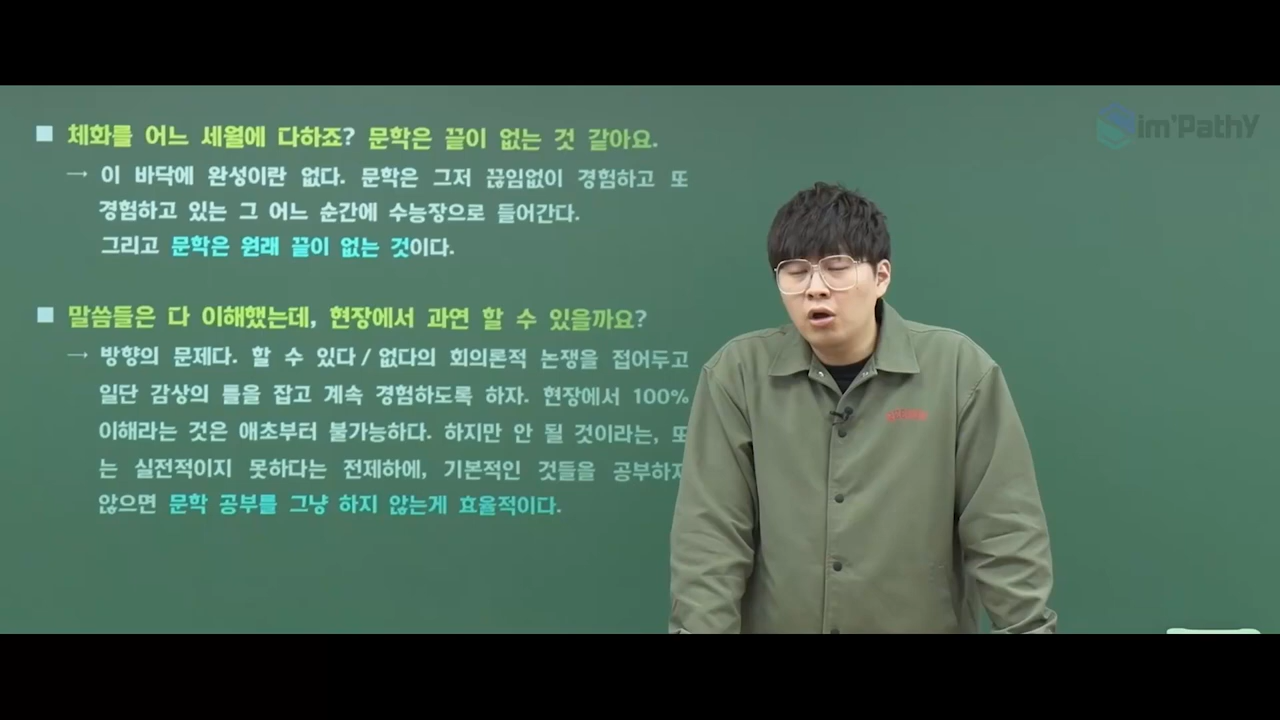 im'PathY
■ 체화를 어느 세월에 다하죠? 문학은 끝이 없는 것 같아요.
→ 이 바닥에 완성이란 없다. 문학은 그저 끊임없이 경험하고 또
경험하고 있는 그 어느 순간에 수능장으로 들어간다.
그리고 문학은 원래 끝이 없는 것이다.
■ 말씀들은 다 이해했는데, 현장에서 과연 할 수 있을까요?
→ 방향의 문제다. 할 수 있다 / 없다의 회의론적 논쟁을 접어두고
일단 감상의 틀을 잡고 계속 경험하도록 하자. 현장에서 100%
이해라는 것은 애초부터 불가능하다. 하지만 안 될 것이라는, 또
는 실전적이지 못하다는 전제하에, 기본적인 것들을 공부하지
않으면 문학 공부를 그냥 하지 않는게 효율적이다.